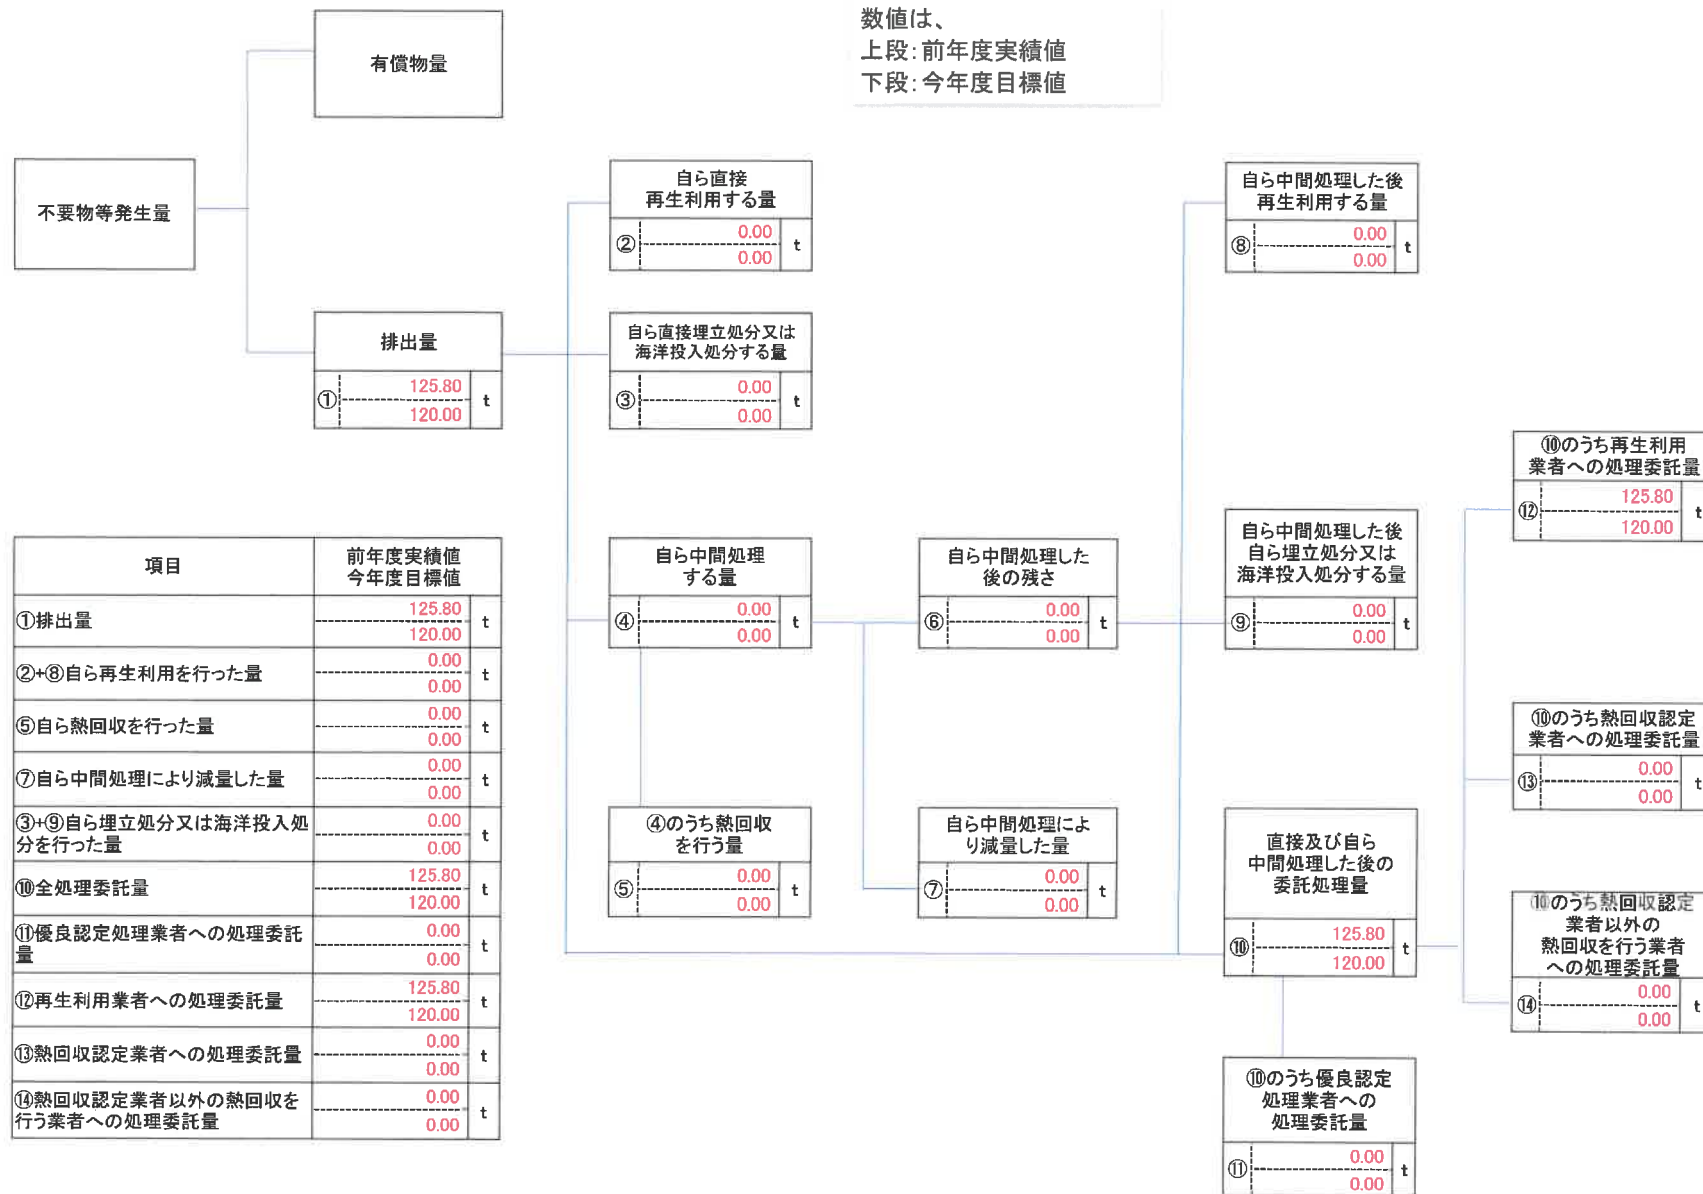 数値は、
上段:前年度実績値
下段:今年度目標値
有償物量
不要物等発生量
排出量
①
125.80
120.00
t
自ら直接
再生利用する量
②
0.00
0.00
t
自ら直接埋立処分又は
海洋投入処分する量
③
0.00
0.00
t
自ら中間処理
する量
④
0.00
0.00
t
④のうち熱回収
を行う量
⑤
0.00
0.00
t
自ら中間処理した
後の残さ
⑥
0.00
0.00
t
自ら中間処理によ
り減量した量
⑦
0.00
0.00
t
自ら中間処理した後
再生利用する量
⑧
0.00
0.00
t
自ら中間処理した後
自ら埋立処分又は
海洋投入処分する量
⑨
0.00
0.00
t
直接及び自ら
中間処理した後の
委託処理量
⑩
125.80
120.00
t
⑩のうち優良認定
処理業者への
処理委託量
⑪
0.00
0.00
t
⑩のうち再生利用
業者への処理委託量
⑫
125.80
120.00
t
⑩のうち熱回収認定
業者への処理委託量
⑬
0.00
0.00
t
⑩のうち熱回収認定
業者以外の
熱回収を行う業者
への処理委託量
⑭
0.00
0.00
t
項目
前年度実績値
今年度目標値
①排出量
125.80
120.00
t
②+⑧自ら再生利用を行った量
0.00
0.00
t
⑤自ら熱回収を行った量
0.00
0.00
t
⑦自ら中間処理により減量した量
0.00
0.00
t
③+⑨自ら埋立処分又は海洋投入処
分を行った量
0.00
0.00
t
⑩全処理委託量
125.80
120.00
t
⑪優良認定処理業者への処理委託
量
0.00
0.00
t
⑫再生利用業者への処理委託量
125.80
120.00
t
⑬熱回収認定業者への処理委託量
0.00
0.00
t
⑭熱回収認定業者以外の熱回収を
行う業者への処理委託量
0.00
0.00
t